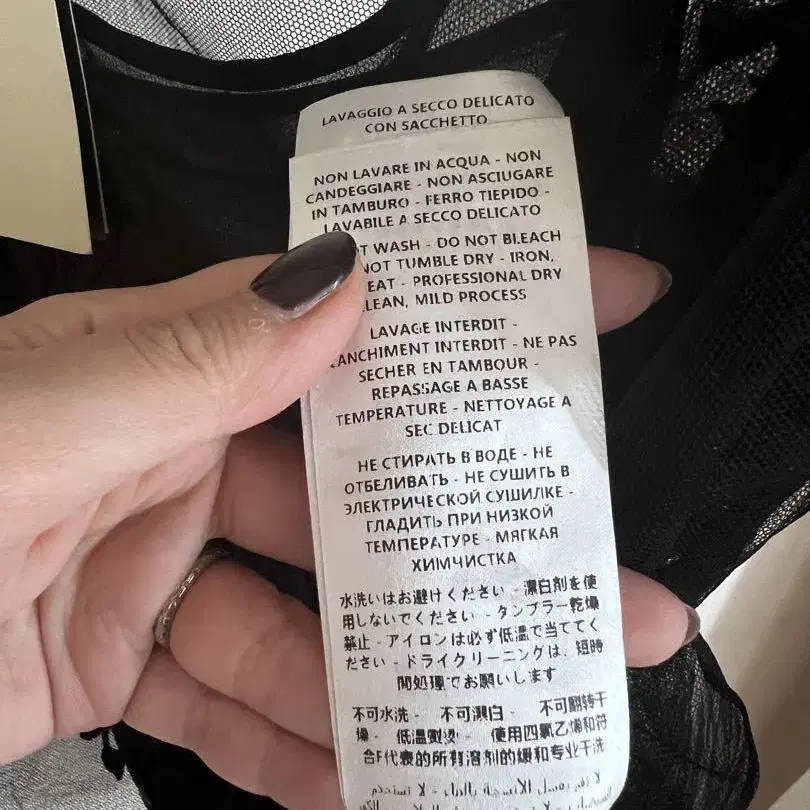 LAVAGGIO A SECCO DELICATO
CON SACCHETTO
NON LAVARE IN ACQUA - NON
CANDEGGIARE - NON ASCIUGARE
IN TAMBURO - FERRO TIEPIDO -
LAVABILE A SECCO DELICATO
WASH - DO NOT BLEACH
NOT TUMBLE DRY - IRON,
EAT - PROFESSIONAL DRY
LEAN, MILD PROCESS
LAVAGE INTERDIT -
ANCHIMENT INTERDIT - NE PAS
SECHER EN TAMBOUR -
REPASSAGE A BASSE
TEMPERATURE - NETTOYAGE A
SEC DELICAT
НЕ СТИРАТЬ В ВОДЕ - НЕ
ОТБЕЛИВАТЬ - НЕ СУШИТЬ В
ЭЛЕКТРИЧЕСКОЙ СУШИЛКЕ -
ГЛАДИТЬ ПРИ НИЗКОЙ
ТЕМПЕРАТУРЕ - МЯГКАЯ
ХИМЧИСТКА
水洗いはお避けください - 漂白剤を使
用しないでください - タンブラー乾燥
禁止 - アイロンは必ず低温で当ててく
ださい - ドライクリーニングは、短時
間処理でお願いします
不可水洗 - 不可漂白 - 不可翻转干
燥 - 低温熨烫 - 使用四氯乙烯和符
合F代表的所有溶剂的缓和专业干洗